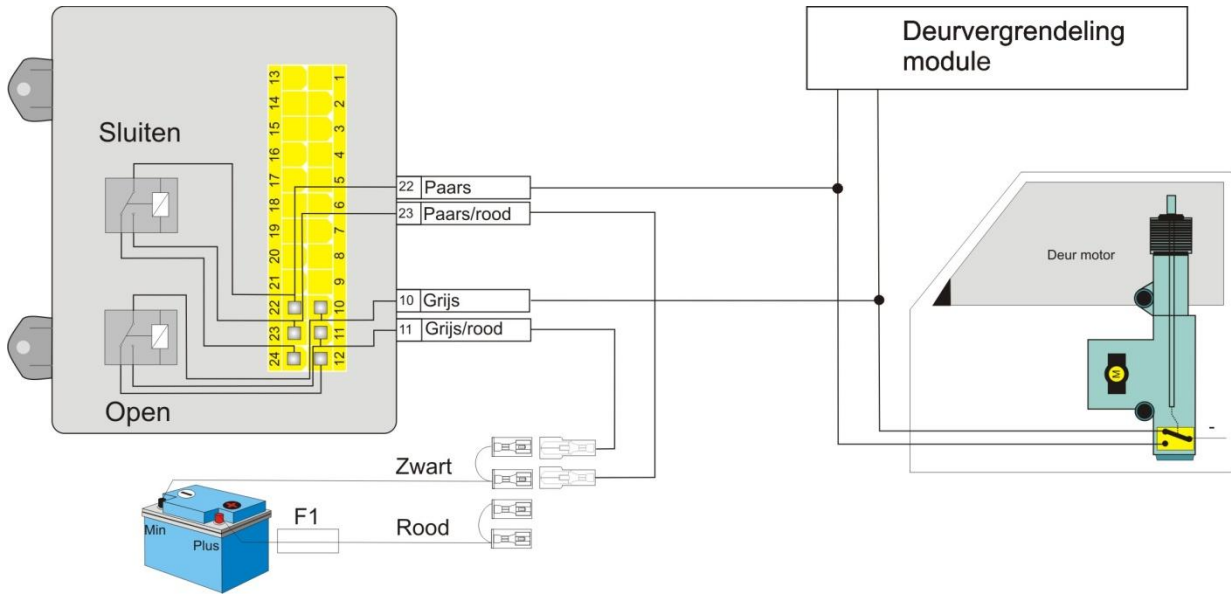 Deurvergrendeling
module
Sluiten
13 1
14 2
15 3
16 4
17 5
18 6
19 7
20 8
21 9
22 10
23 11
24 12
22 Paars
23 Paars/rood
10 Grijs
11 Grijs/rood
Open
Deur motor
M
-
Zwart
Rood
F1
Min
Plus
- +